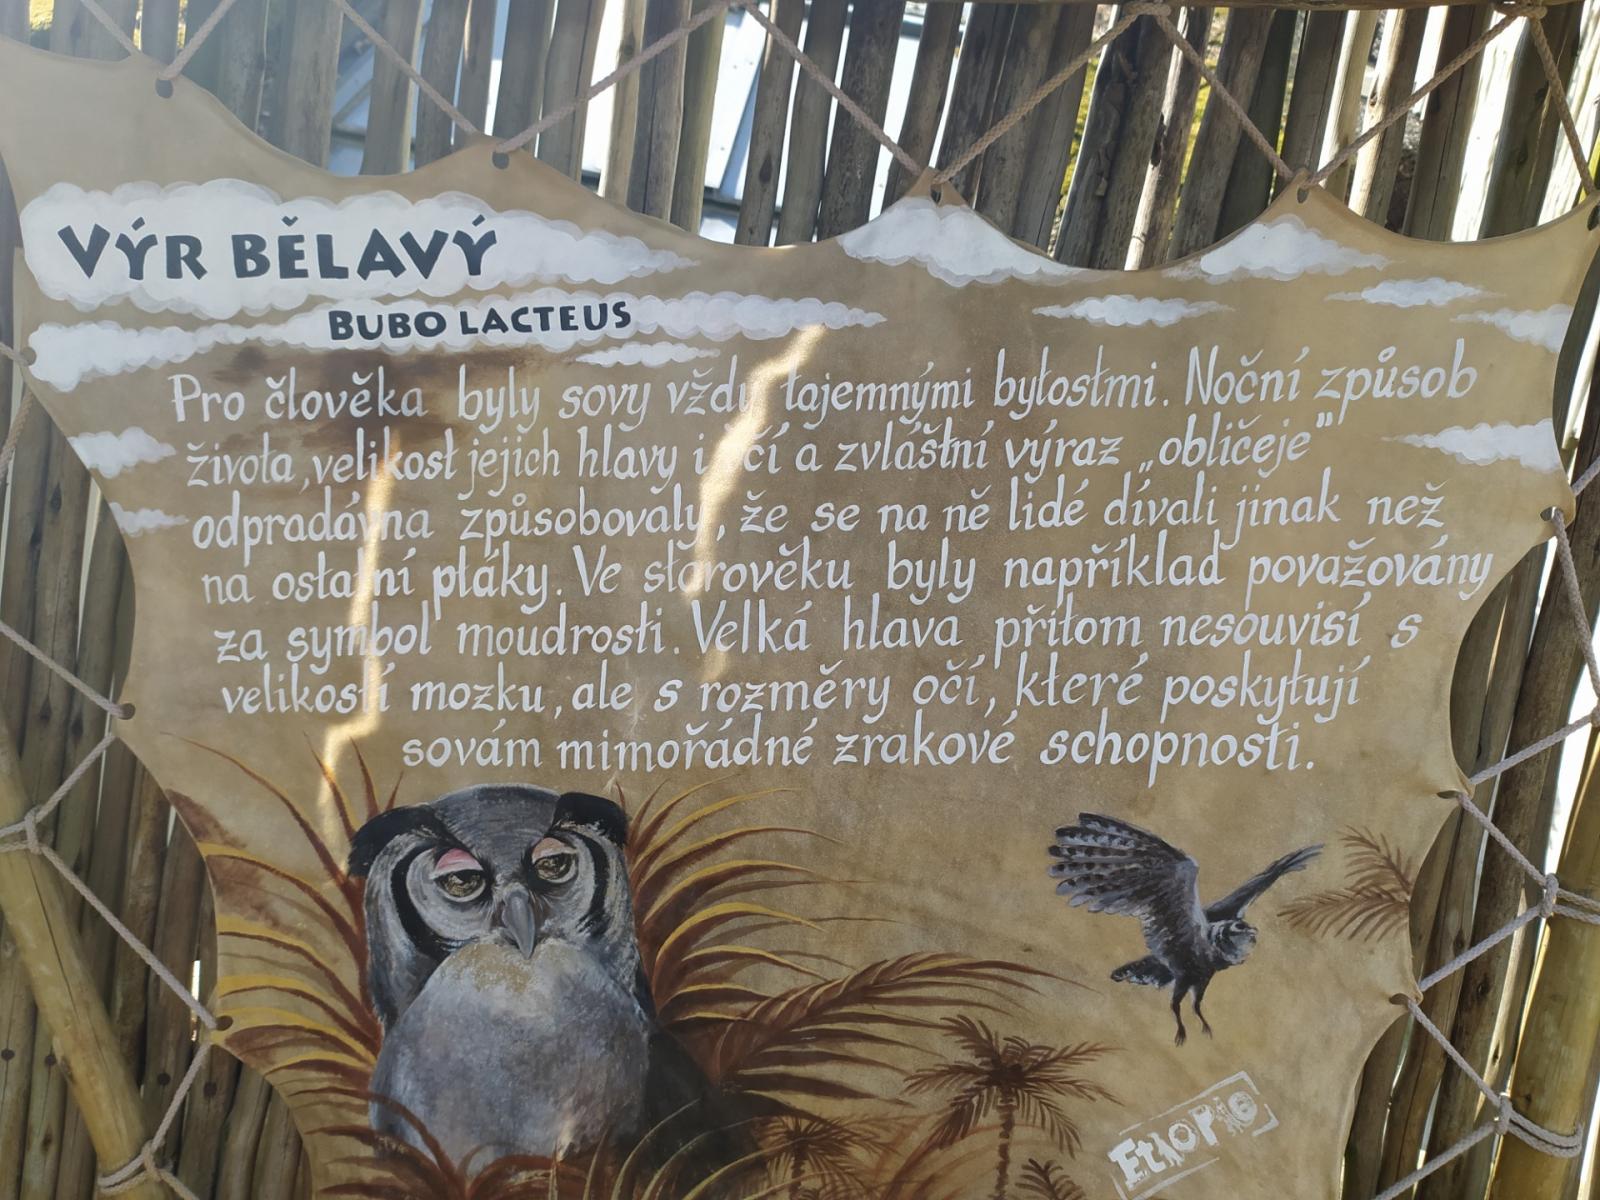 VÝR BĚLAVÝ
BUBO LACTEUS
Pro člověka byly sovy vždy tajemnými bytostmi. Noční způsob
života, velikost jejich hlavy i očí a zvláštní výraz „obličeje"
odpradávna způsobovaly, že se na ně lidé dívali jinak než
na ostatní ptáky. Ve starověku byly například považovány
za symbol moudrosti. Velká hlava přitom nesouvisí s
velikostí mozku, ale s rozměry očí, které poskytují
sovám mimořádné zrakové schopnosti.
EtioPie